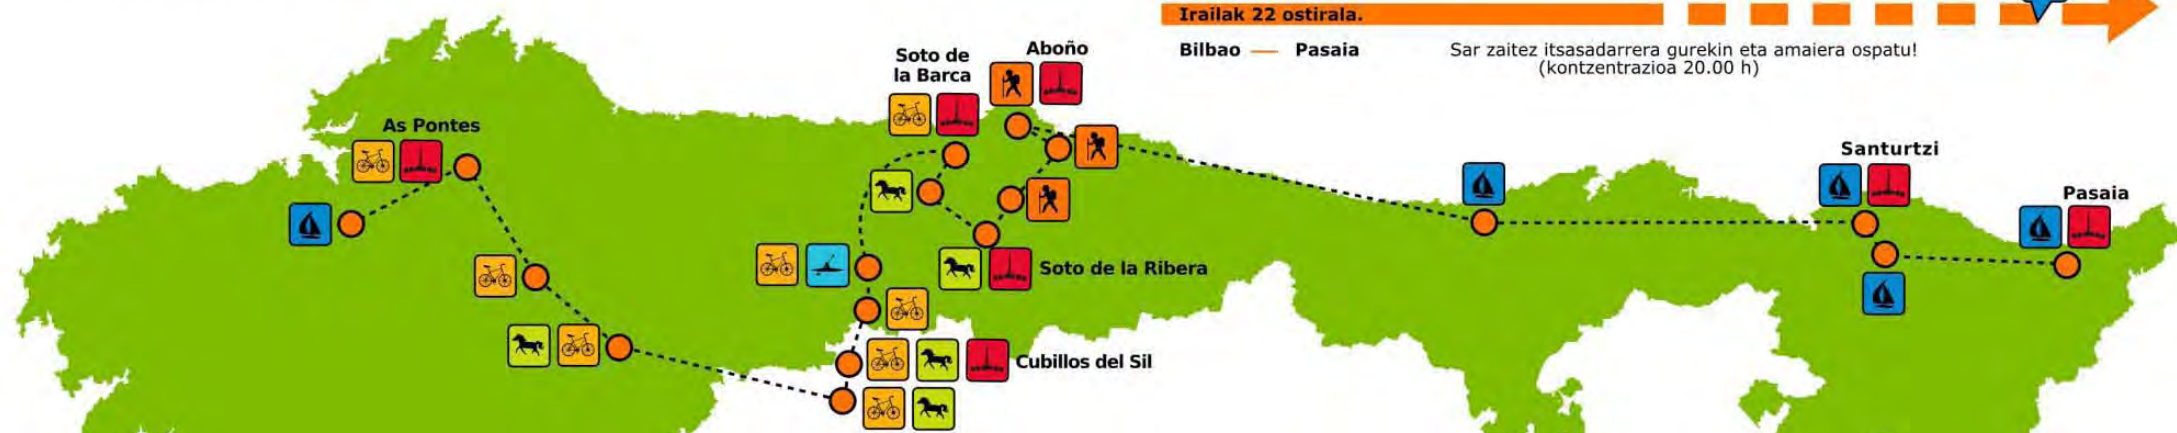 Irailak 22 ostirala.
Bilbao — Pasaia
Sar zaitez itsasadarrera gurekin eta amaiera ospatu!
(kontzentrazioa 20.00 h)
Soto de
la Barca
Aboño
As Pontes
Santurtzi
Pasaia
Soto de la Ribera
Cubillos del Sil